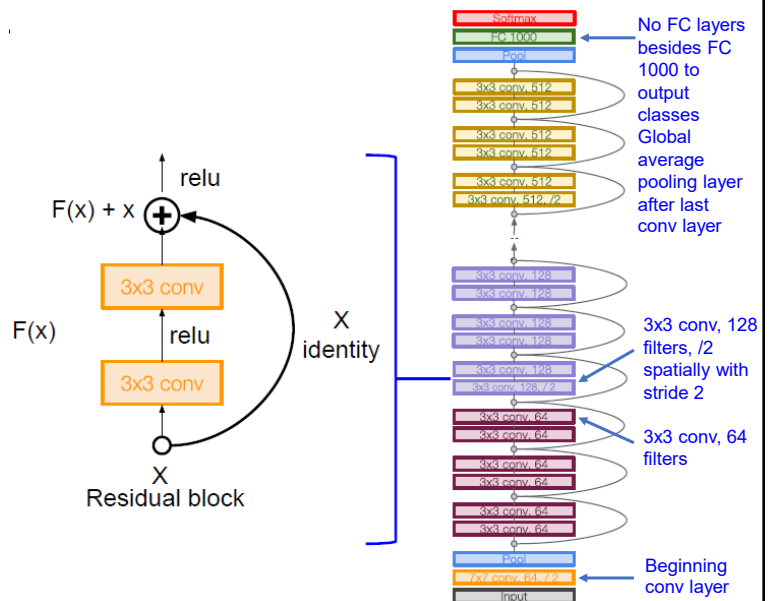 relu
F(x) + x
3x3 conv
F(x)
relu
X
identity
3x3 conv
X
Residual block
Softmax
FC 1000
Pool
3x3 conv, 512
3x3 conv, 512
3x3 conv, 512
3x3 conv, 512
3x3 conv, 512
3x3 conv, 512, /2
..
3x3 conv, 128
3x3 conv, 128
3x3 conv, 128
3x3 conv, 128
3x3 conv, 128
3x3 conv, 128, / 2
3x3 conv, 64
3x3 conv, 64
3x3 conv, 64
3x3 conv, 64
3x3 conv, 64
3x3 conv, 64
Pool
7x7 conv, 64, / 2
Input
No FC layers
besides FC
1000 to
output
classes
Global
average
pooling layer
after last
conv layer
3x3 conv, 128
filters, /2
spatially with
stride 2
3x3 conv, 64
filters
Beginning
conv layer